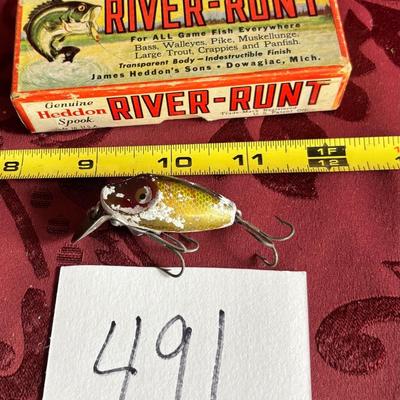 RIVER-RUNT
For ALL Game Fish Everywhere
Bass, Walleyes, Pike, Muskellunge,
Large Trout, Crappies and Panfish.
Transparent Body — Indestructible Finish
James Heddon's Sons - Dowagiac, Mich.
Genuine
Heddon
Spook
RIVER-RUNT
8 9 10 11 1F 12
491